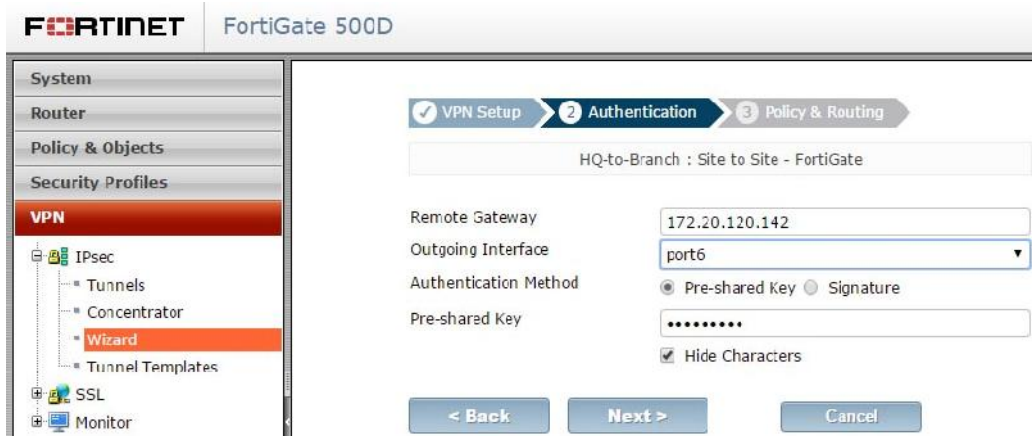 FORTINET FortiGate 500D
System
Router
Policy & Objects
Security Profiles
VPN
IPsec
Tunnels
Concentrator
Wizard
Tunnel Templates
SSL
Monitor
VPN Setup 2 Authentication 3 Policy & Routing
HQ-to-Branch : Site to Site - FortiGate
Remote Gateway 172.20.120.142
Outgoing Interface port6
Authentication Method Pre-shared Key Signature
Pre-shared Key •••••••••
Hide Characters
< Back Next > Cancel